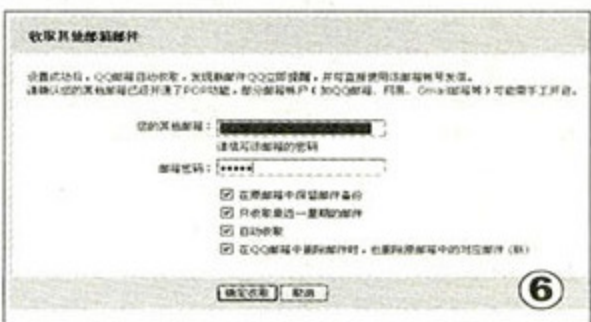 收取其他邮箱邮件
设置成功后，QQ邮箱自动收取，发现新邮件QQ立即提醒，并可直接使用该邮箱帐号发信。
请确认您的其他邮箱已经开通了POP功能，部分邮箱帐户（如QQ邮箱、网易、Gmail邮箱等）可能需手工开启。
您的其他邮箱：
请填写该邮箱的密码
邮箱密码：*****
在原邮箱中保留邮件备份
只收取最近一星期的邮件
自动收取
在QQ邮箱中删除邮件时，也删除原邮箱中的对应邮件
确定收取 取消
⑥